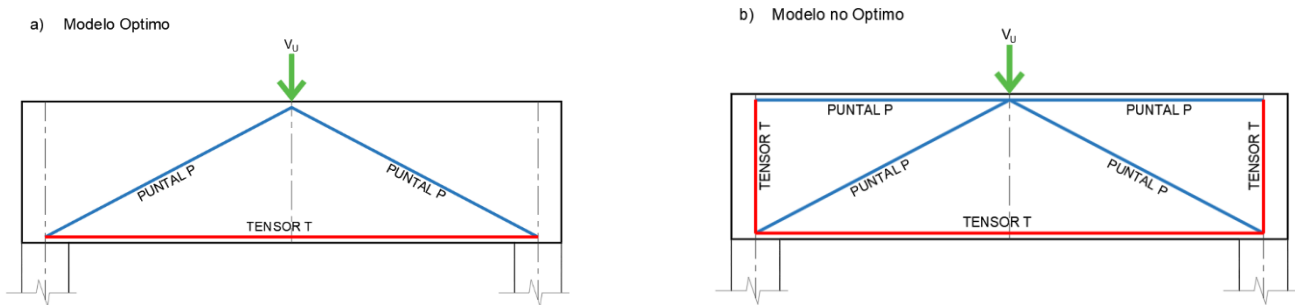 a) Modelo Optimo
VU
PUNTAL P
PUNTAL P
TENSOR T
b) Modelo no Optimo
VU
PUNTAL P
PUNTAL P
TENSOR T
PUNTAL P
PUNTAL P
TENSOR T
TENSOR T